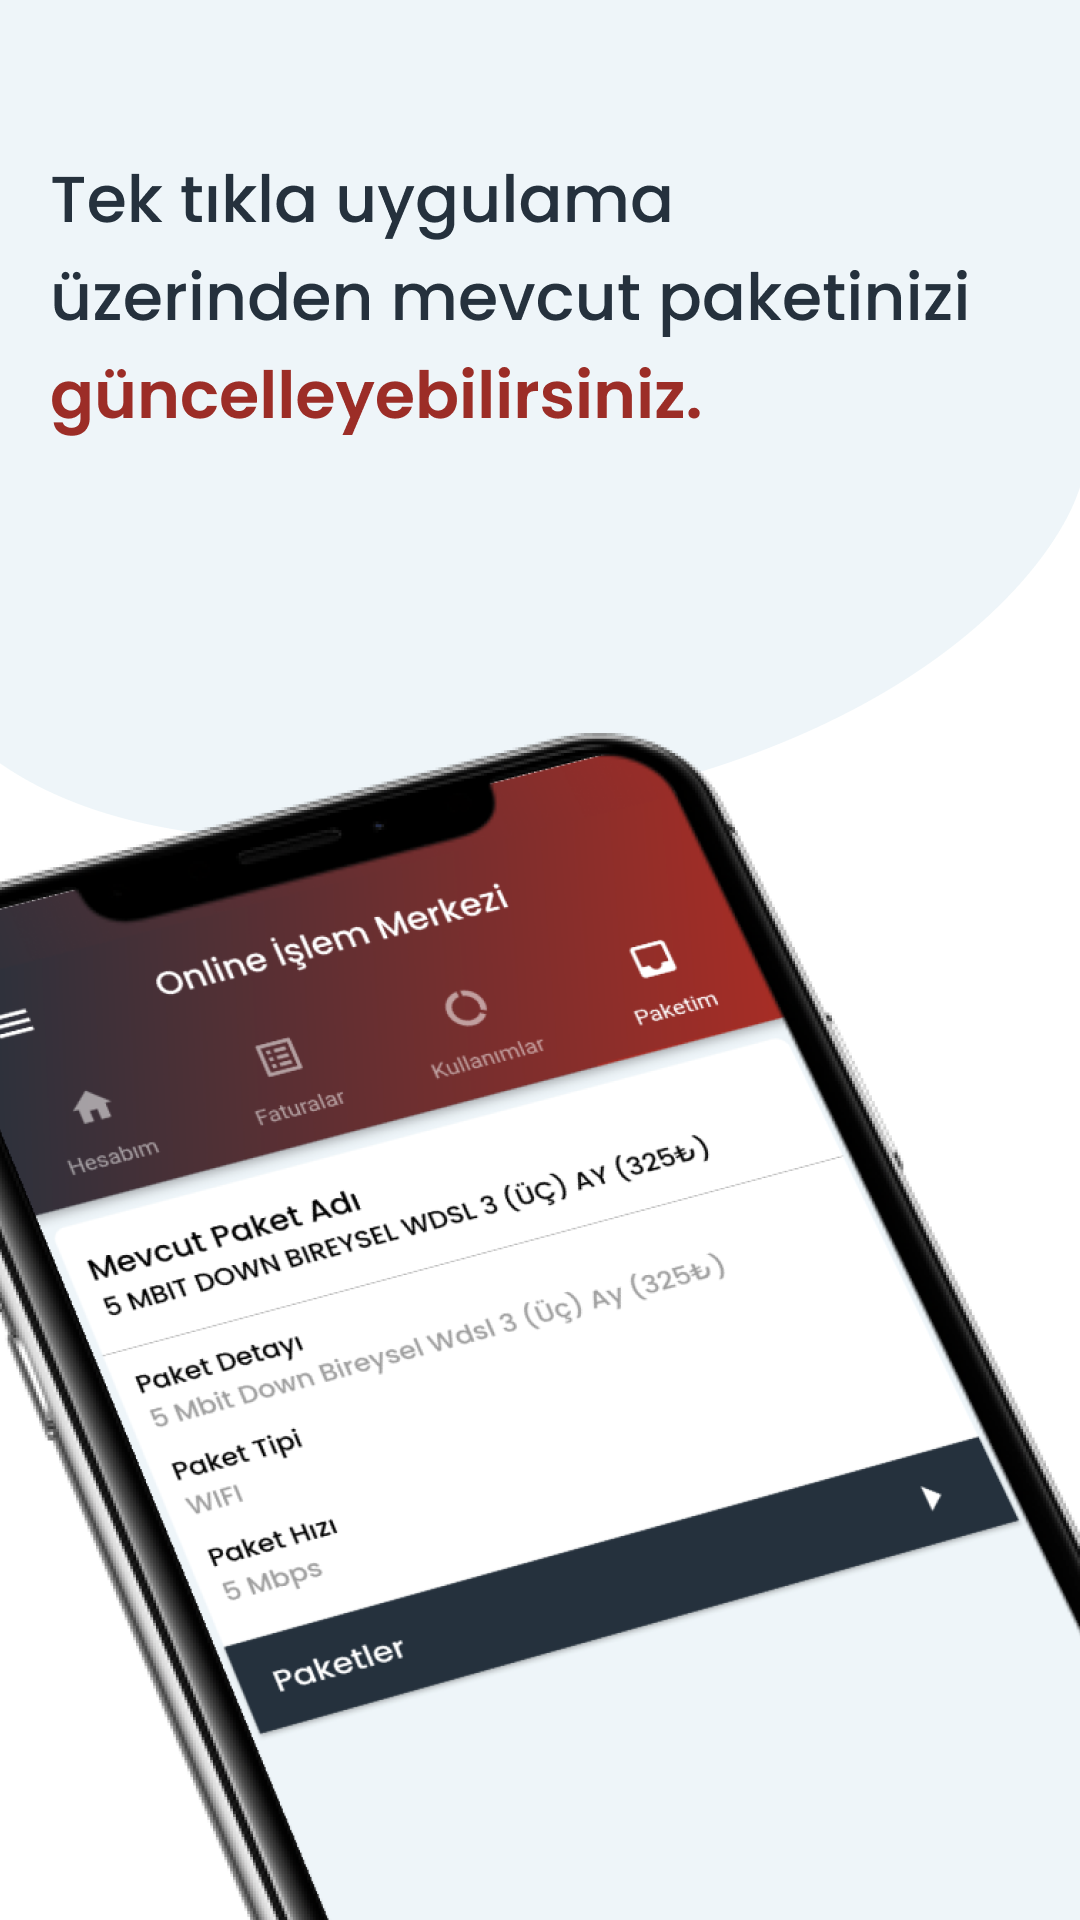 Tek tıkla uygulama
üzerinden mevcut paketinizi
güncelleyebilirsiniz.
Online İşlem Merkezi
Hesabım
Faturalar
Kullanımlar
Paketim
Mevcut Paket Adı
5 MBIT DOWN BIREYSEL WDSL 3 (ÜÇ) AY (325₺)
Paket Detayı
5 Mbit Down Bireysel Wdsl 3 (Üç) Ay (325₺)
Paket Tipi
WIFI
Paket Hızı
5 Mbps
Paketler